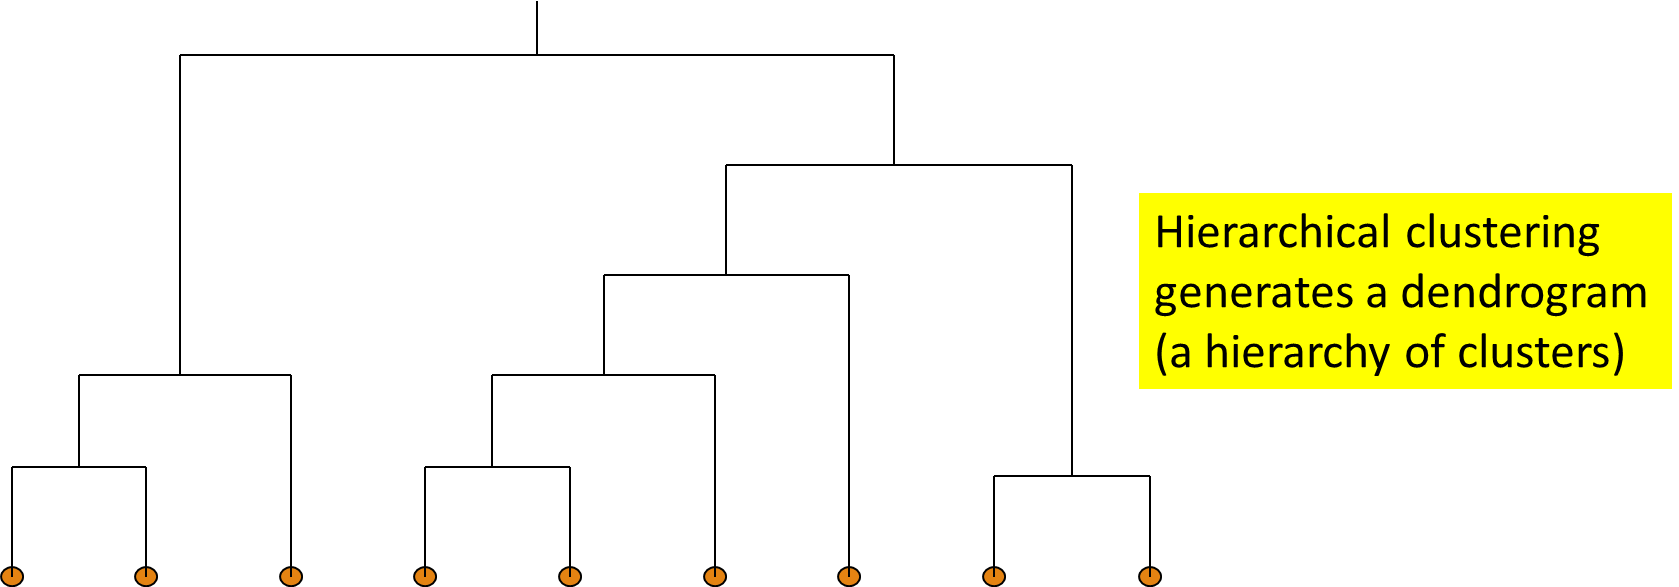 Hierarchical clustering
generates a dendrogram
(a hierarchy of clusters)